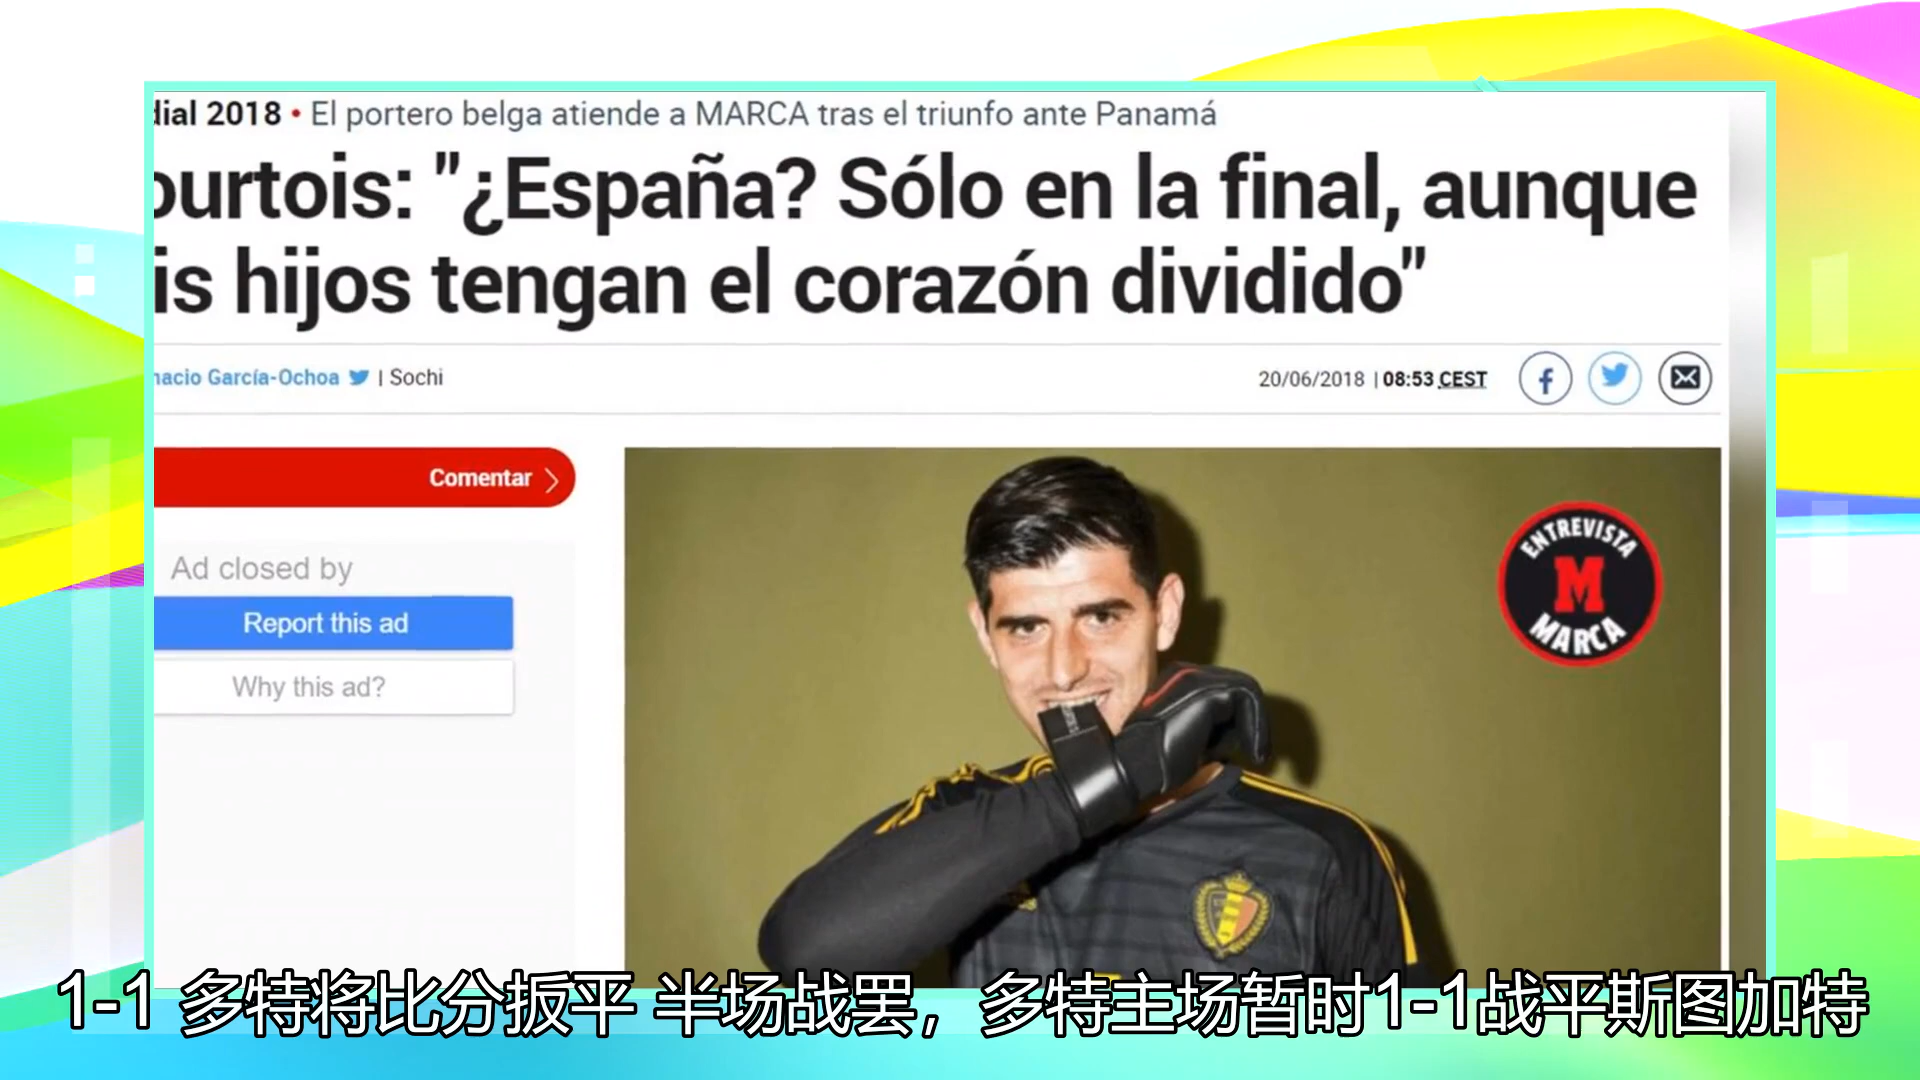 dial 2018 • El portero belga atiende a MARCA tras el triunfo ante Panamá
ourtois: "¿España? Sólo en la final, aunque
is hijos tengan el corazón dividido"
nacio García-Ochoa | Sochi
20/06/2018 | 08:53 CEST
Comentar
Ad closed by
Report this ad
Why this ad?
ENTREVISTA
M
MARCA
1-1 多特将比分扳平 半场战罢，多特主场暂时1-1战平斯图加特